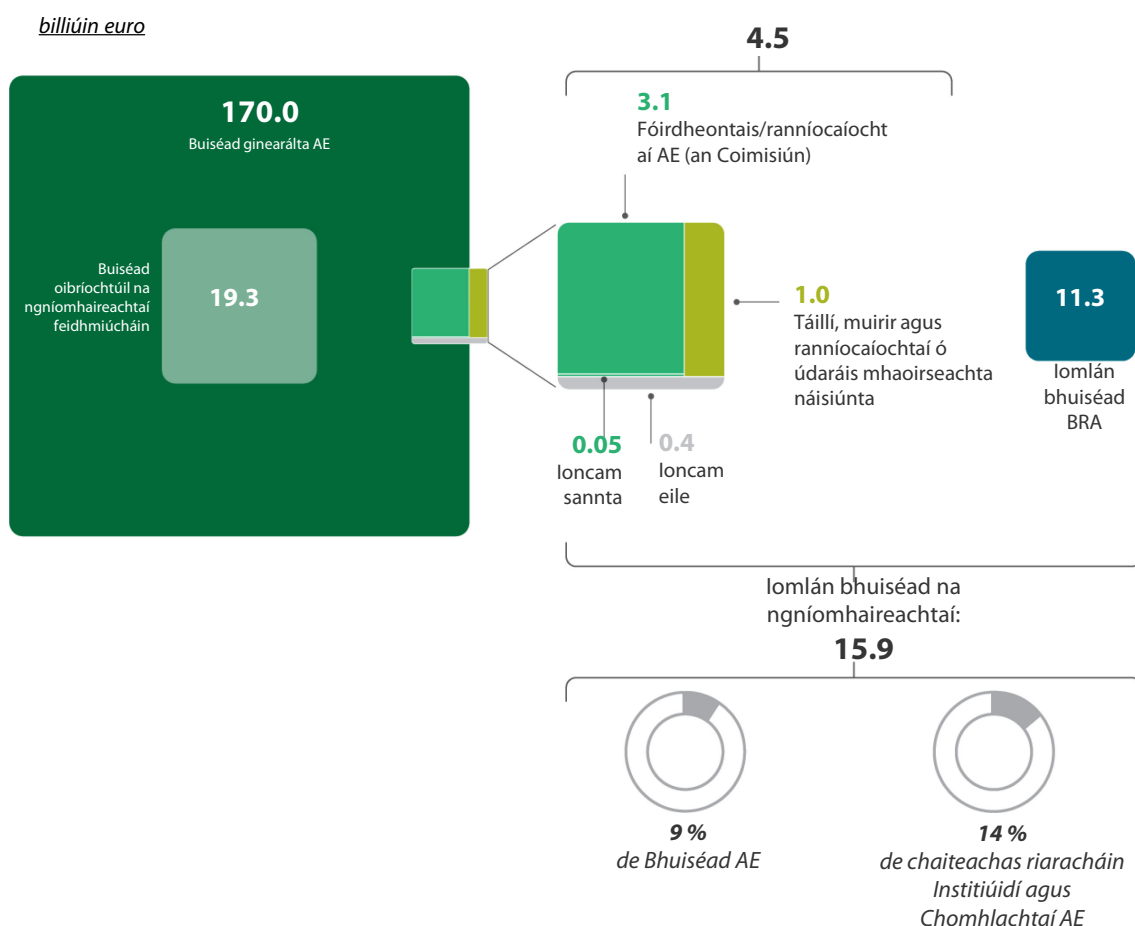 billiúin euro
170.0
Buiséad ginearálta AE
Buiséad
oibríochtúil na
ngníomhaireachtaí
feidhmiúcháin
19.3
4.5
3.1
Fóirdheontais/ranníocaíocht
aí AE (an Coimisiún)
1.0
Táillí, muirir agus
ranníocaíochtaí ó
údaráis mhaoirseachta
náisiúnta
0.05
Ioncam
sannta
0.4
Ioncam
eile
11.3
Iomlán
bhuiséad
BRA
Iomlán bhuiséad na
ngníomhaireachtaí:
15.9
9 %
de Bhuiséad AE
14 %
de chaiteachas riaracháin
Institiúidí agus
Chomhlachtaí AE